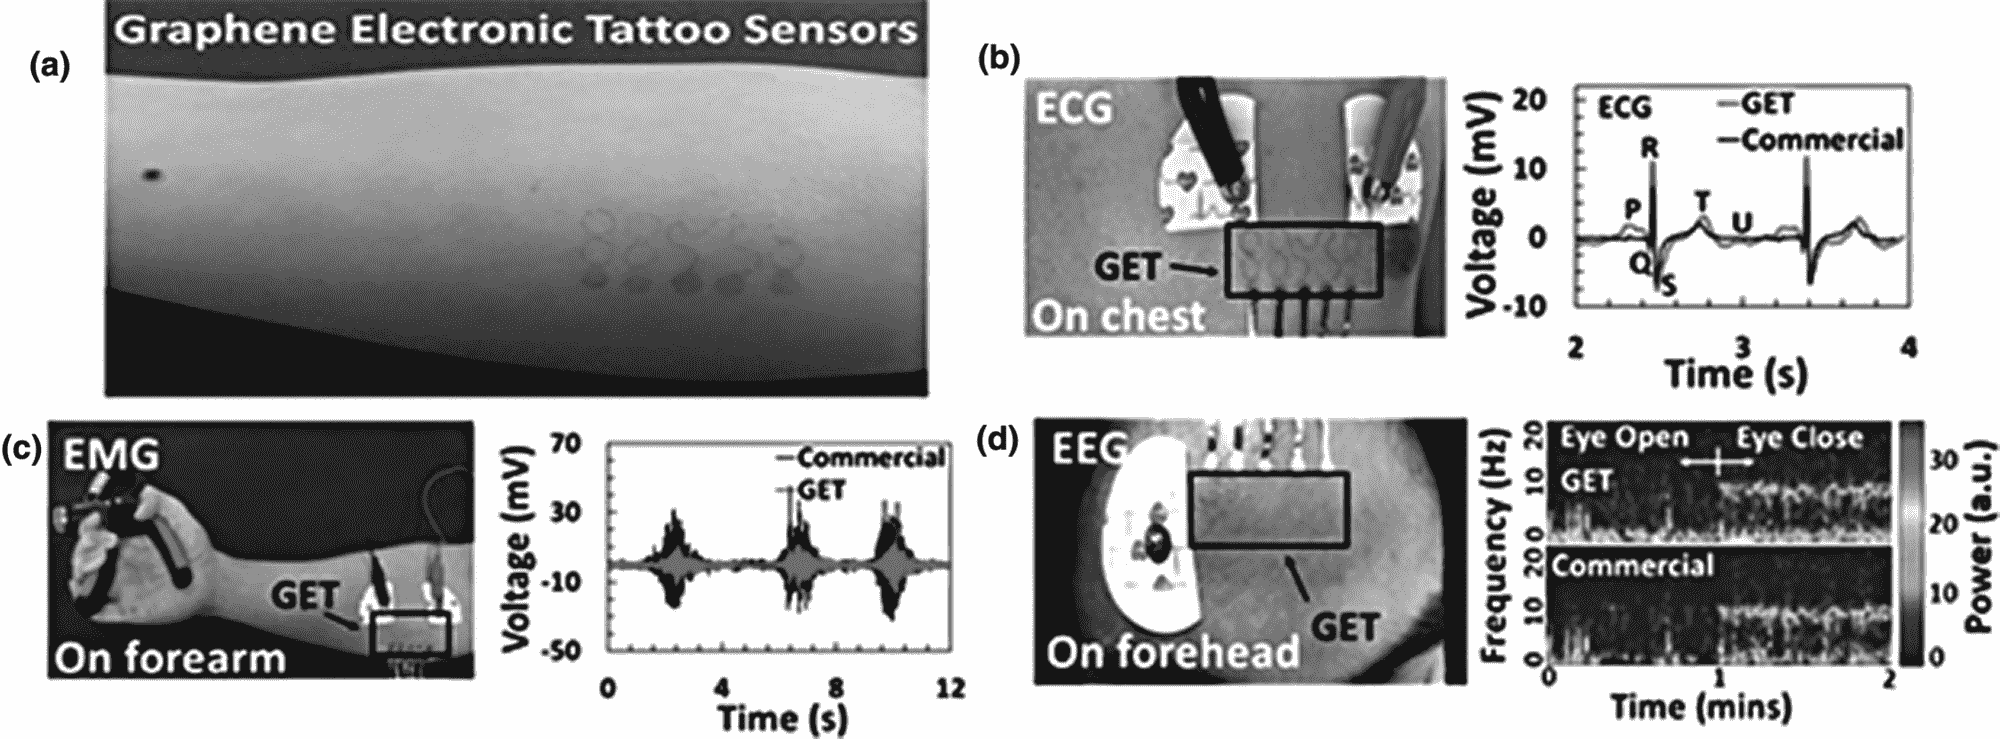 (a)
Graphene Electronic Tattoo Sensors
(b)
ECG
GET
On chest
Voltage (mV)
20
10
0
-10
ECG
GET
Commercial
P
R
Q
S
T
U
2
3
4
Time (s)
(c)
EMG
GET
On forearm
Voltage (mV)
70
30
-10
-50
Commercial
GET
0
4
8
12
Time (s)
(d)
EEG
GET
On forehead
Frequency (Hz)
20
10
0
20
10
0
Eye Open
Eye Close
GET
Commercial
0
1
2
Time (mins)
30
20
10
0
Power (a.u.)